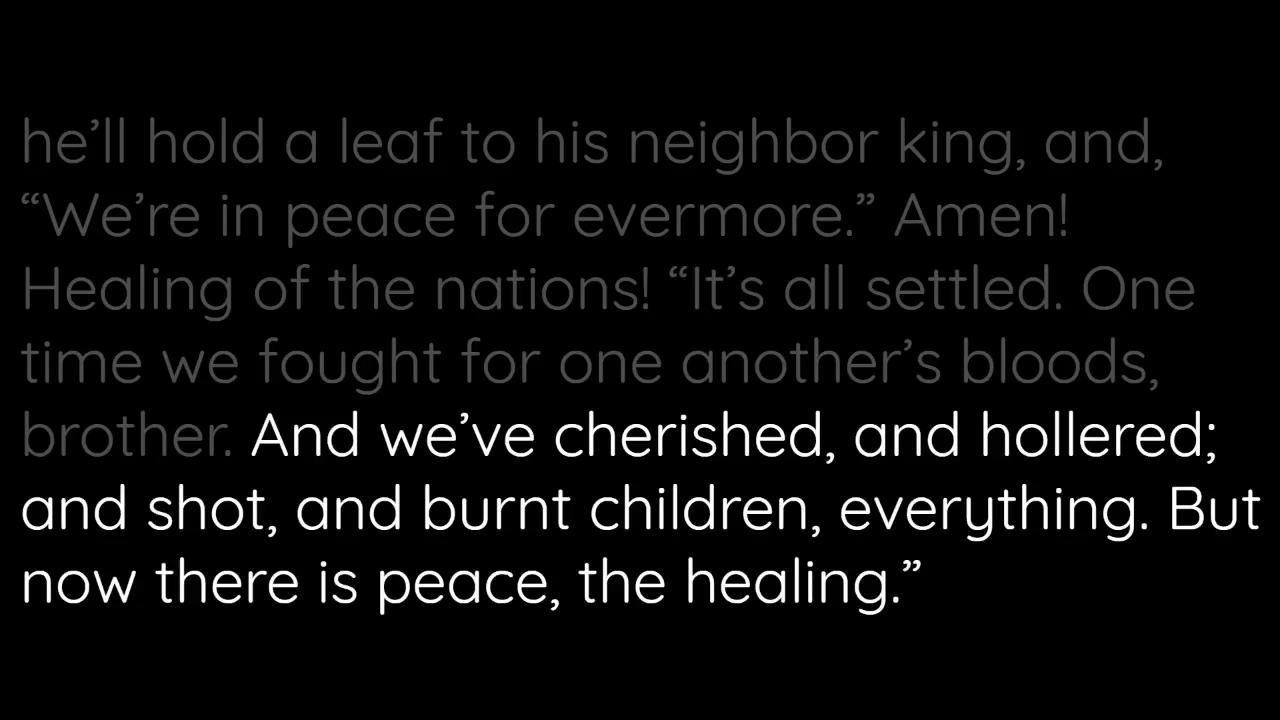 he’ll hold a leaf to his neighbor king, and,
“We’re in peace for evermore.” Amen!
Healing of the nations! “It’s all settled. One
time we fought for one another’s bloods,
brother. And we’ve cherished, and hollered;
and shot, and burnt children, everything. But
now there is peace, the healing.”